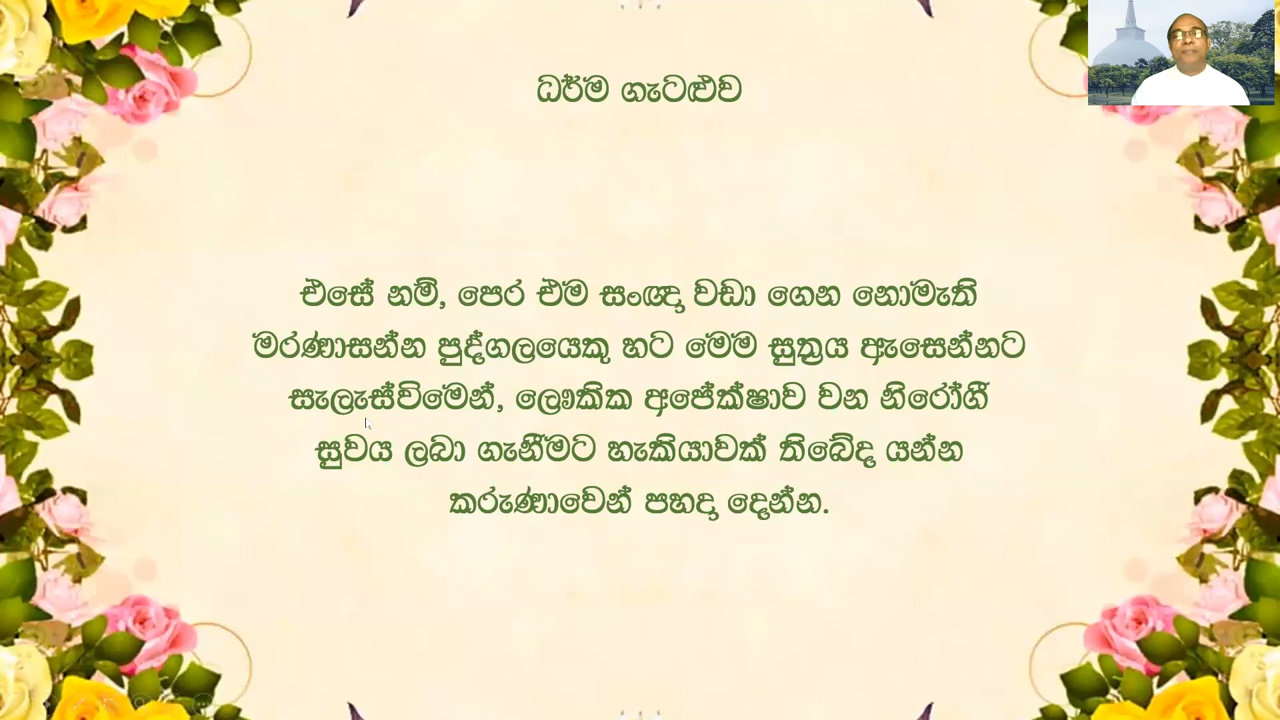 ධර්ම ගැටළුව
එසේ නම්, පෙර එම සංඥා වඩා ගෙන නොමැති
මරණාසන්න පුද්ගලයෙකු හට මෙම සුත්‍රය ඇසෙන්නට
සැලැස්විමෙන්, ලෞකික අපේක්ෂාව වන නිරෝගී
සුවය ලබා ගැනීමට හැකියාවක් තිබේද යන්න
කරුණාවෙන් පහදා දෙන්න.